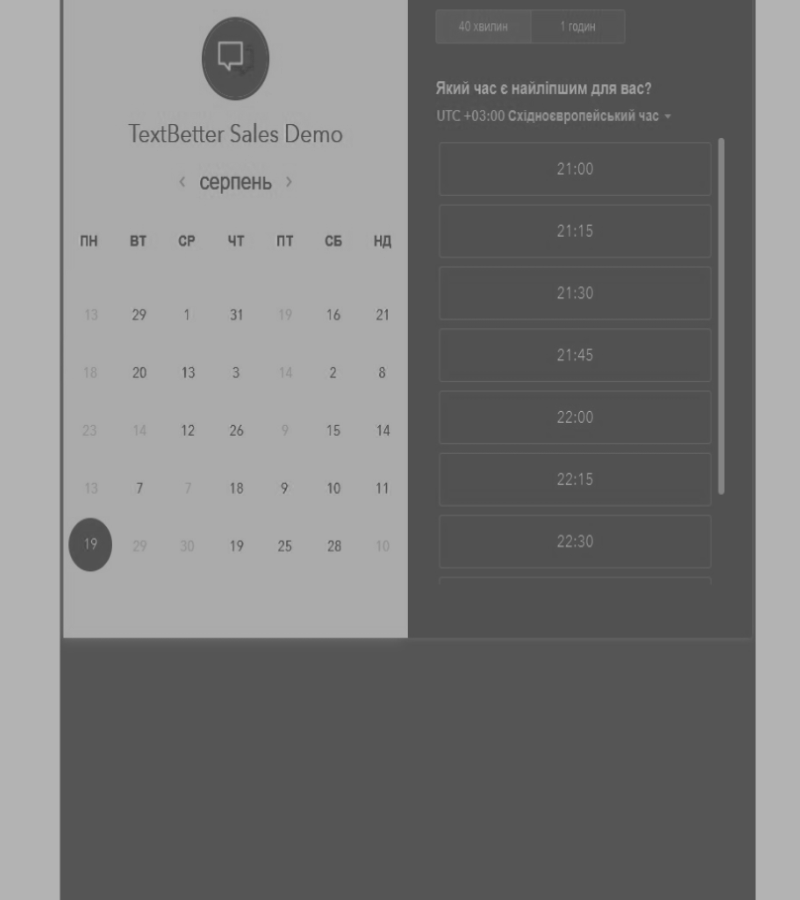 TextBetter Sales Demo
‹ серпень ›
ПН ВТ СР ЧТ ПТ СБ НД
13 29 1 31 19 16 21
18 20 13 3 14 2 8
23 14 12 26 9 15 14
13 7 7 18 9 10 11
19 29 30 19 25 28 10
40 хвилин 1 годин
Який час є найліпшим для вас?
UTC +03:00 Східноєвропейський час
21:00
21:15
21:30
21:45
22:00
22:15
22:30